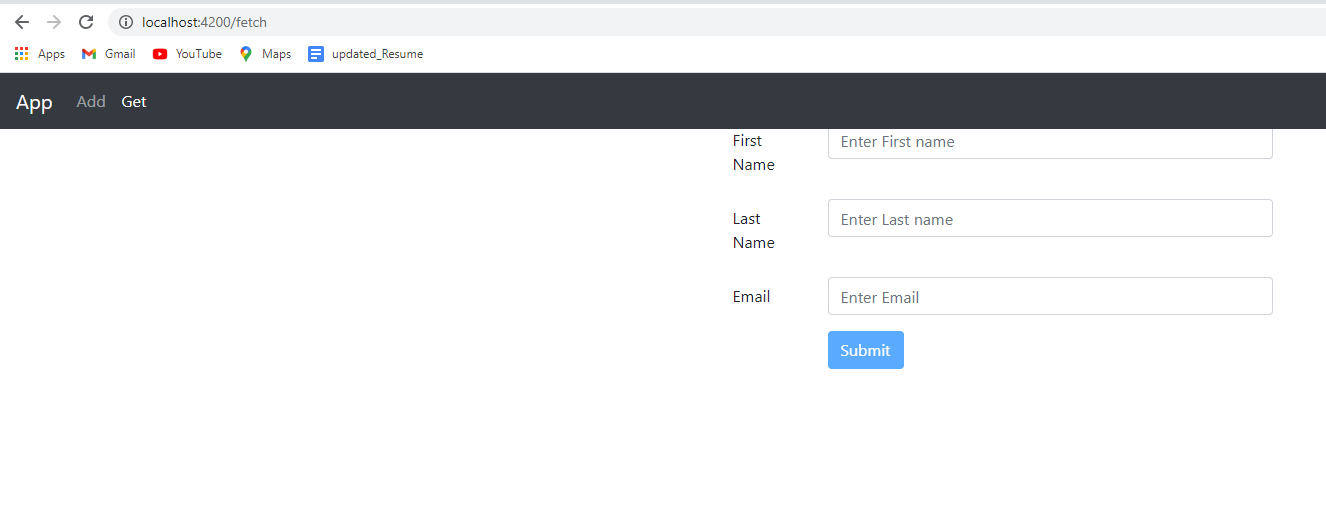 localhost:4200/fetch
Apps Gmail YouTube Maps updated_Resume
App Add Get
First Name Enter First name
Last Name Enter Last name
Email Enter Email
Submit